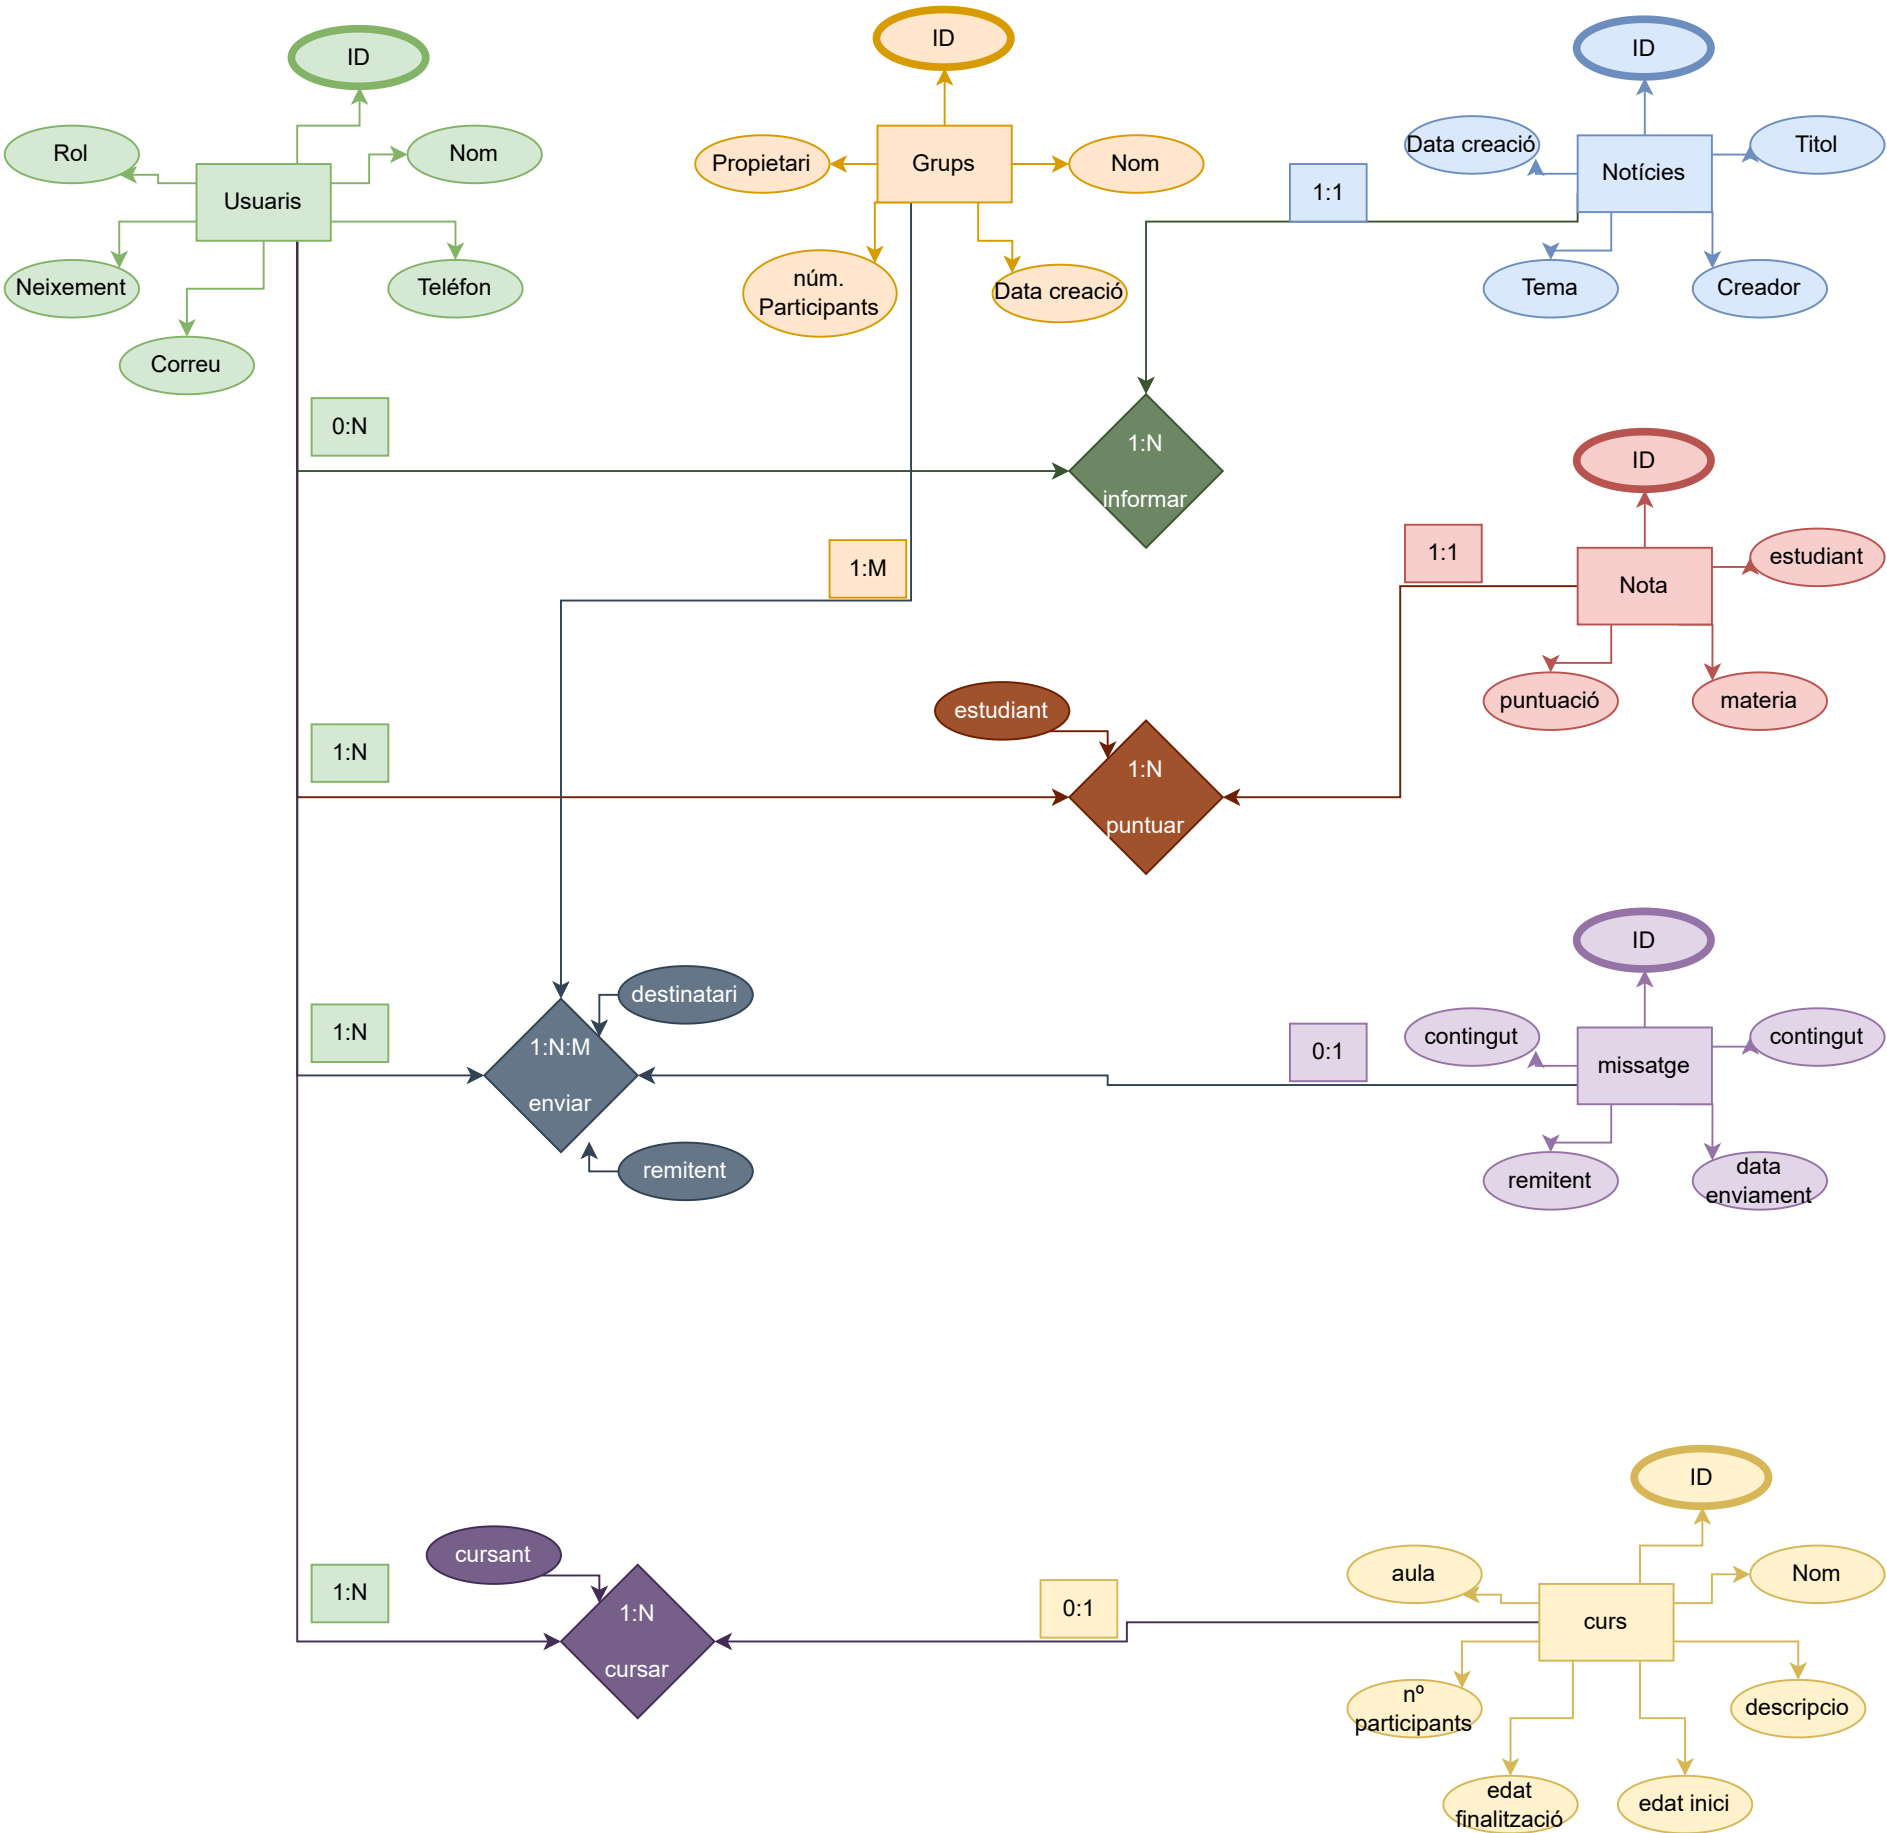 ID
ID
ID
Rol
Nom
Propietari
Grups
Nom
Data creació
Notícies
Titol
Usuaris
1:1
Neixement
Teléfon
núm.
Participants
Data creació
Tema
Creador
Correu
0:N
1:N
informar
ID
1:M
1:1
Nota
estudiant
estudiant
puntuació
materia
1:N
1:N
puntuar
ID
destinatari
1:N
1:N:M
enviar
0:1
contingut
missatge
contingut
remitent
remitent
data
enviament
ID
cursant
aula
Nom
1:N
1:N
cursar
0:1
curs
nº
participants
descripcio
edat
finalització
edat inici